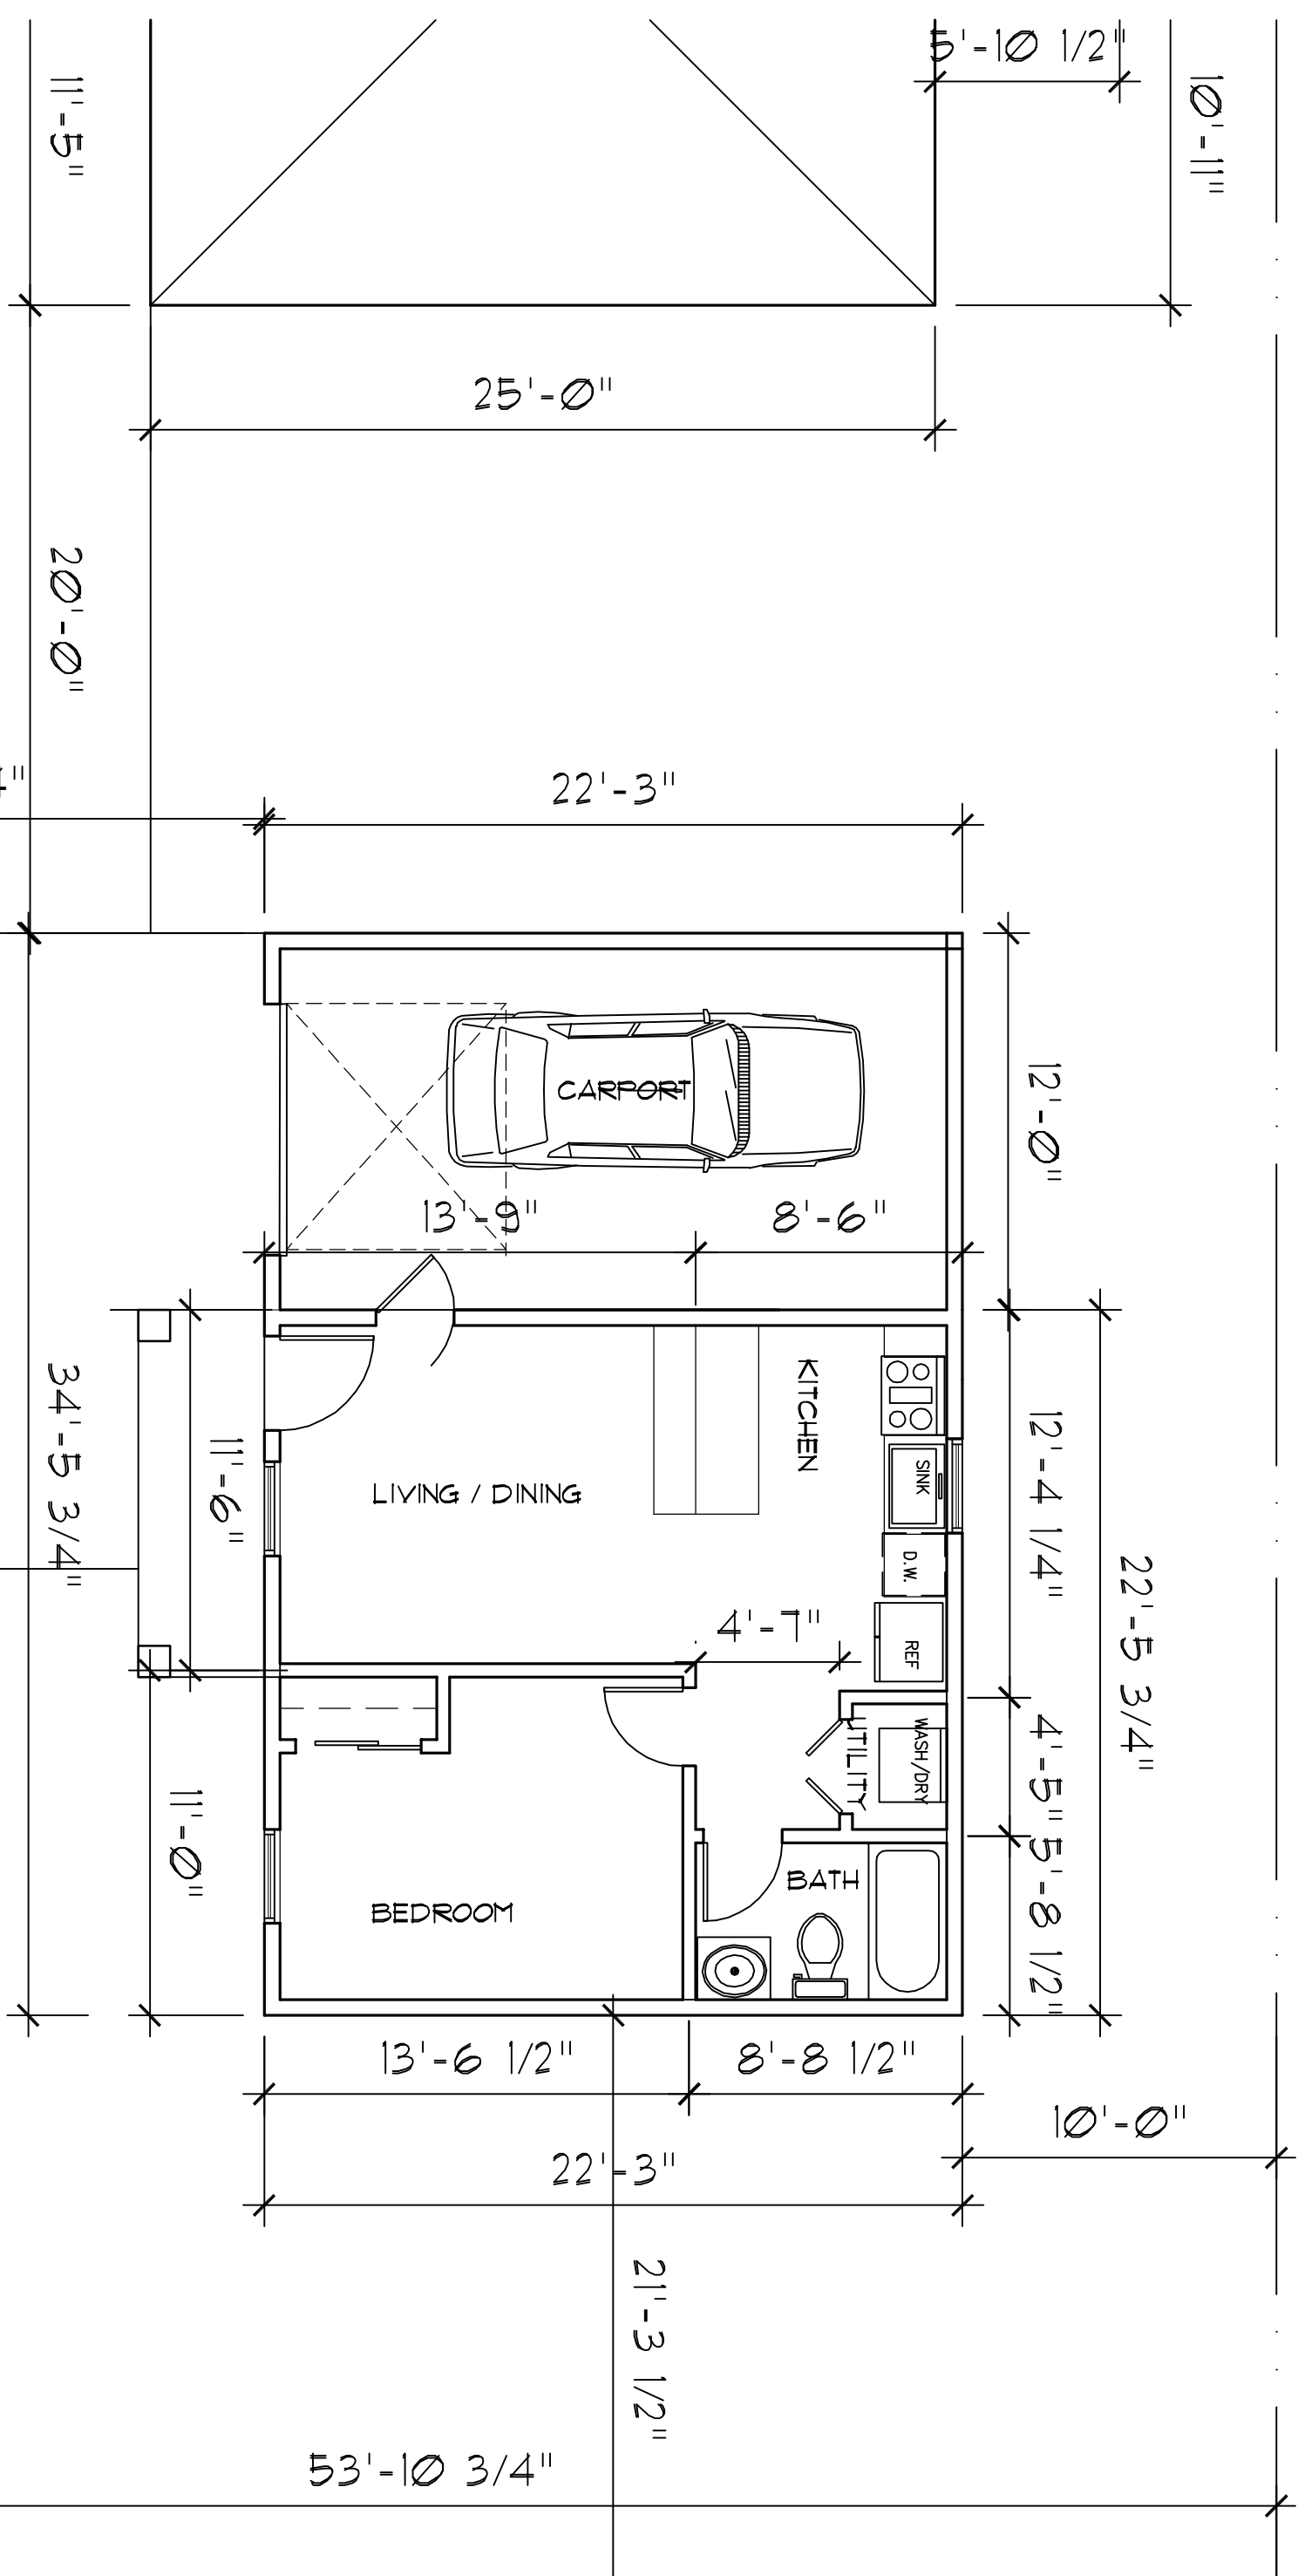 5'-10 1/2"
11'-5"
10'-11"
25'-0"
20'-0"
22'-3"
CARPORT
12'-0"
13'-9"
8'-6"
34'-5 3/4"
11'-6"
LIVING / DINING
KITCHEN
SINK
D.W.
REF
12'-4 1/4"
22'-5 3/4"
4'-7"
UTILITY
WASH/DRY
4'-5"
11'-0"
BEDROOM
BATH
5'-8 1/2"
13'-6 1/2"
8'-8 1/2"
10'-0"
22'-3"
21'-3 1/2"
53'-10 3/4"